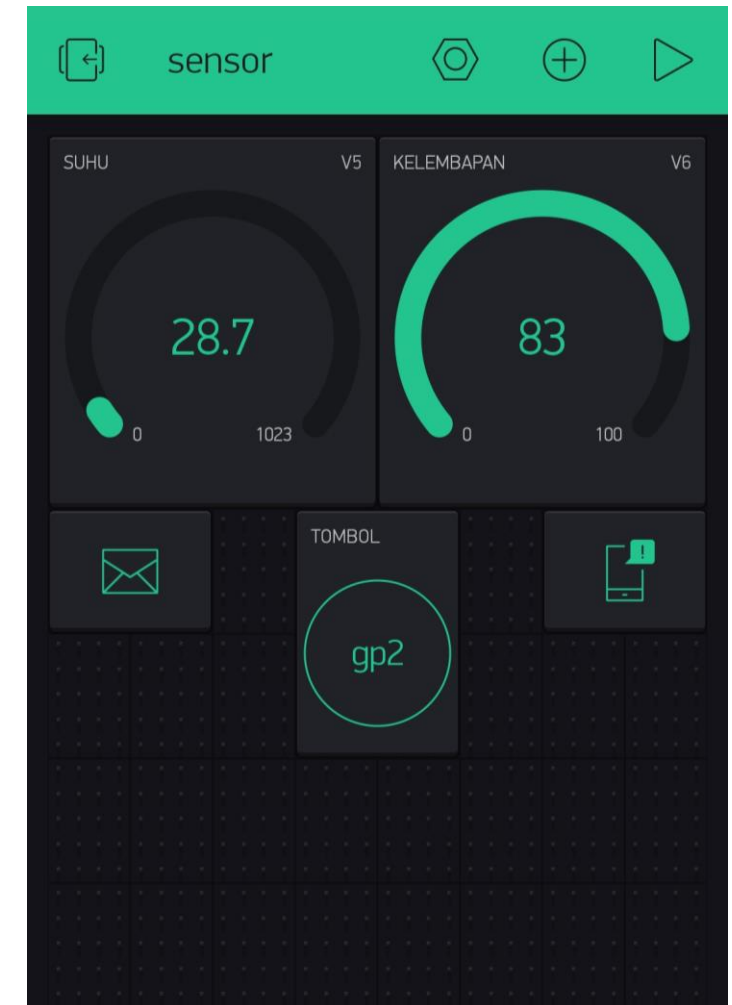 sensor
SUHU V5
28.7
0 1023
KELEMBAPAN V6
83
0 100
TOMBOL
gp2
!